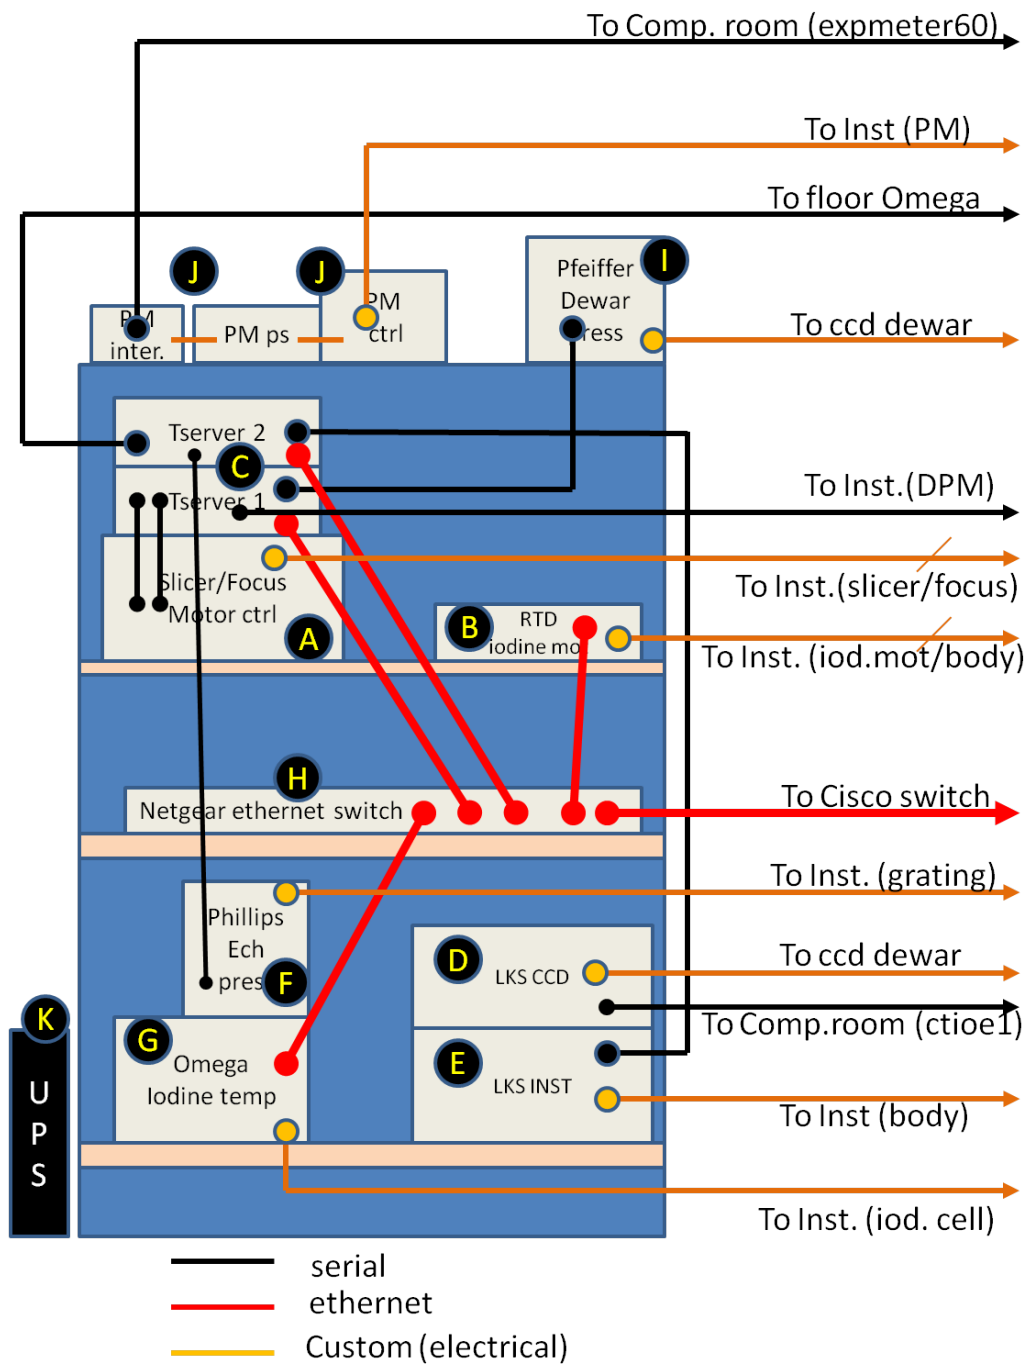 To Comp. room (expmeter60)
To Inst (PM)
To floor Omega
J
J
I
Pfeiffer
Dewar
ress
PM
ctrl
PM
inter.
PM ps
To ccd dewar
Tserver 2
C
Tserver 1
To Inst.(DPM)
Slicer/Focus
Motor ctrl
A
To Inst.(slicer/focus)
B
RTD
iodine mo
To Inst. (iod.mot/body)
H
Netgear ethernet switch
To Cisco switch
To Inst. (grating)
Phillips
Ech
press
F
D
LKS CCD
To ccd dewar
To Comp.room (ctioe1)
K
UPS
G
Omega
Iodine temp
E
LKS INST
To Inst (body)
To Inst. (iod. cell)
serial
ethernet
Custom (electrical)